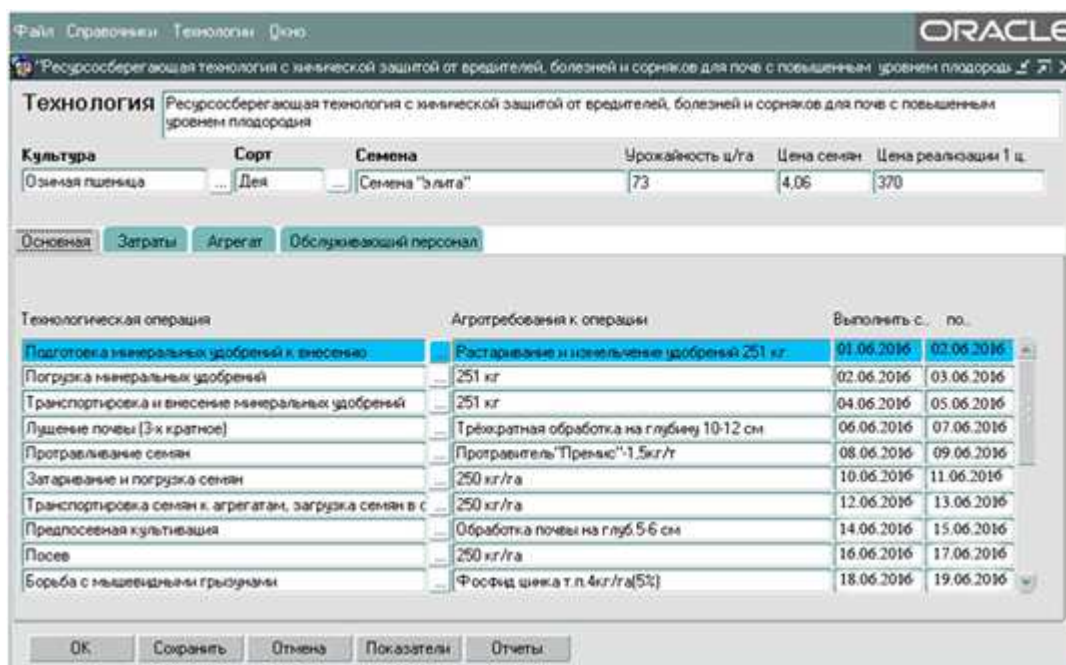 Файл Справочники Технологии Окно
ORACLE
"Ресурсосберегающая технология с химической защитой от вредителей, болезней и сорняков для почв с повышенным уровнем плодородь
Технология Ресурсосберегающая технология с химической защитой от вредителей, болезней и сорняков для почв с повышенным
уровнем плодородия
Культура Сорт Семена Урожайность ц/га Цена семян Цена реализации 1 ц.
Озимая пшеница ... Дея ... Семена "элита" 73 4,06 370
Основная Затраты Агрегат Обслуживающий персонал
Технологическая операция Агротребования к операции Выполнить с.. по..
Подготовка минеральных удобрений к внесению ... Растаривание и измельчение удобрений 251 кг 01.06.2016 02.06.2016
Погрузка минеральных удобрений ... 251 кг 02.06.2016 03.06.2016
Транспортировка и внесение минеральных удобрений ... 251 кг 04.06.2016 05.06.2016
Лущение почвы (3-х кратное) ... Трёхкратная обработка на глубину 10-12 см 06.06.2016 07.06.2016
Протравливание семян ... Протравитель"Премис"-1,5кг/т 08.06.2016 09.06.2016
Затаривание и погрузка семян ... 250 кг/га 10.06.2016 11.06.2016
Транспортировка семян к агрегатам, загрузка семян в с ... 250 кг/га 12.06.2016 13.06.2016
Предпосевная культивация ... Обработка почвы на глуб.5-6 см 14.06.2016 15.06.2016
Посев ... 250 кг/га 16.06.2016 17.06.2016
Борьба с мышевидными грызунами ... Фосфид цинка т.п.4кг/га(5%) 18.06.2016 19.06.2016
ОК Сохранить Отмена Показатели Отчеты